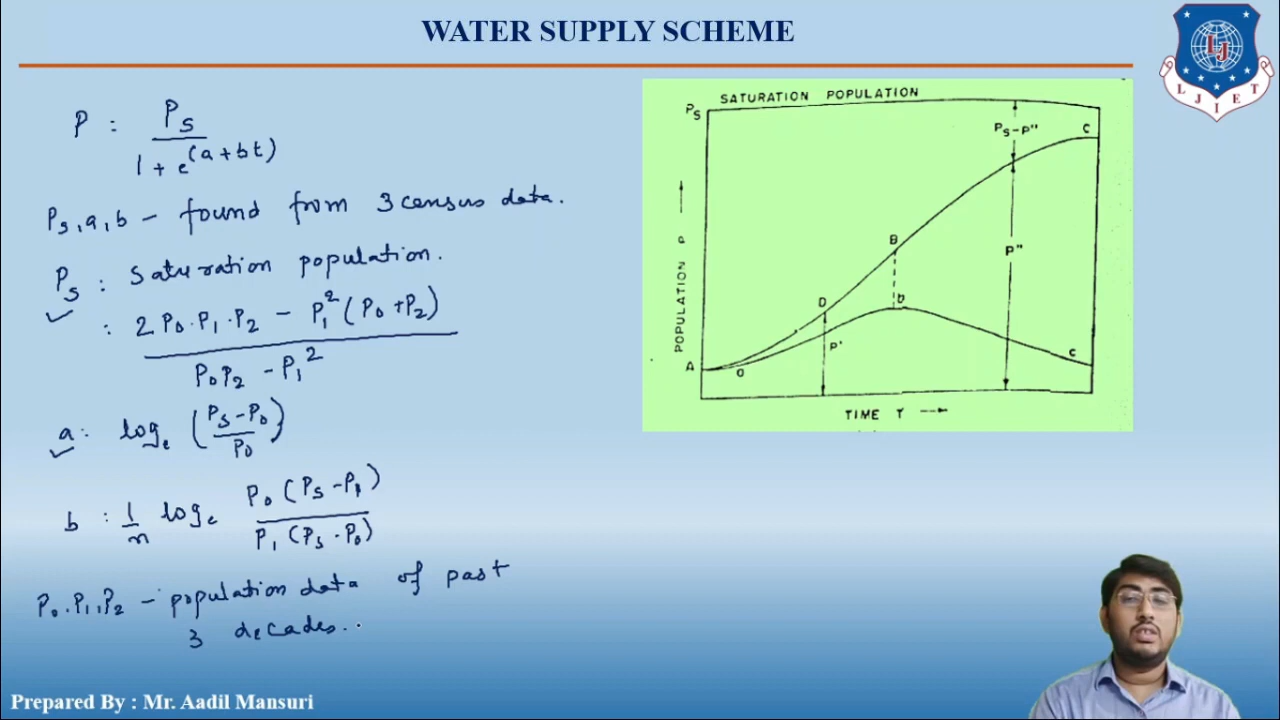 WATER SUPPLY SCHEME
LJIET
P : Ps / 1 + e^(a + bt)
Ps, a, b - found from 3 census data.
Ps : Saturation population.
: 2 P0 . P1 . P2 - P1² (P0 + P2) / P0P2 - P1²
a : loge (Ps - P0 / P0)
b : 1/n loge P0 (Ps - P1) / P1 (Ps - P0)
P0, P1, P2 - population data of past
3 decades.
SATURATION POPULATION
Ps
Ps-P"
C
B
P"
D
b
P'
A
a
c
POPULATION P
TIME T
Prepared By : Mr. Aadil Mansuri